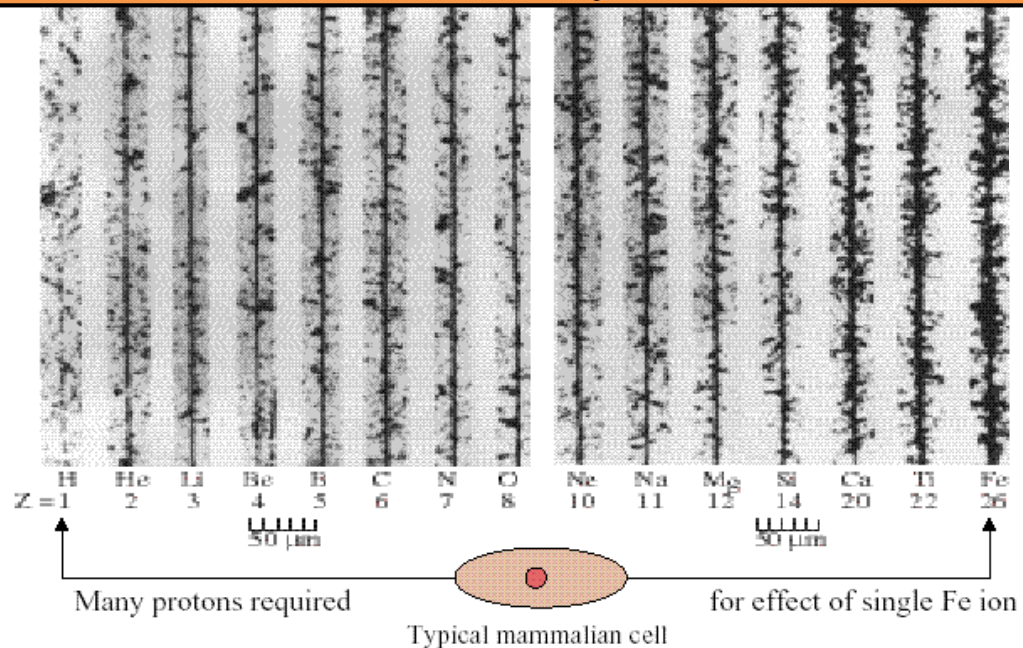 H He Li Be B C N O Ne Na Mg Si Ca Ti Fe
Z = 1 2 3 4 5 6 7 8 10 11 12 14 20 22 26
50 µm 50 µm
Many protons required for effect of single Fe ion
Typical mammalian cell